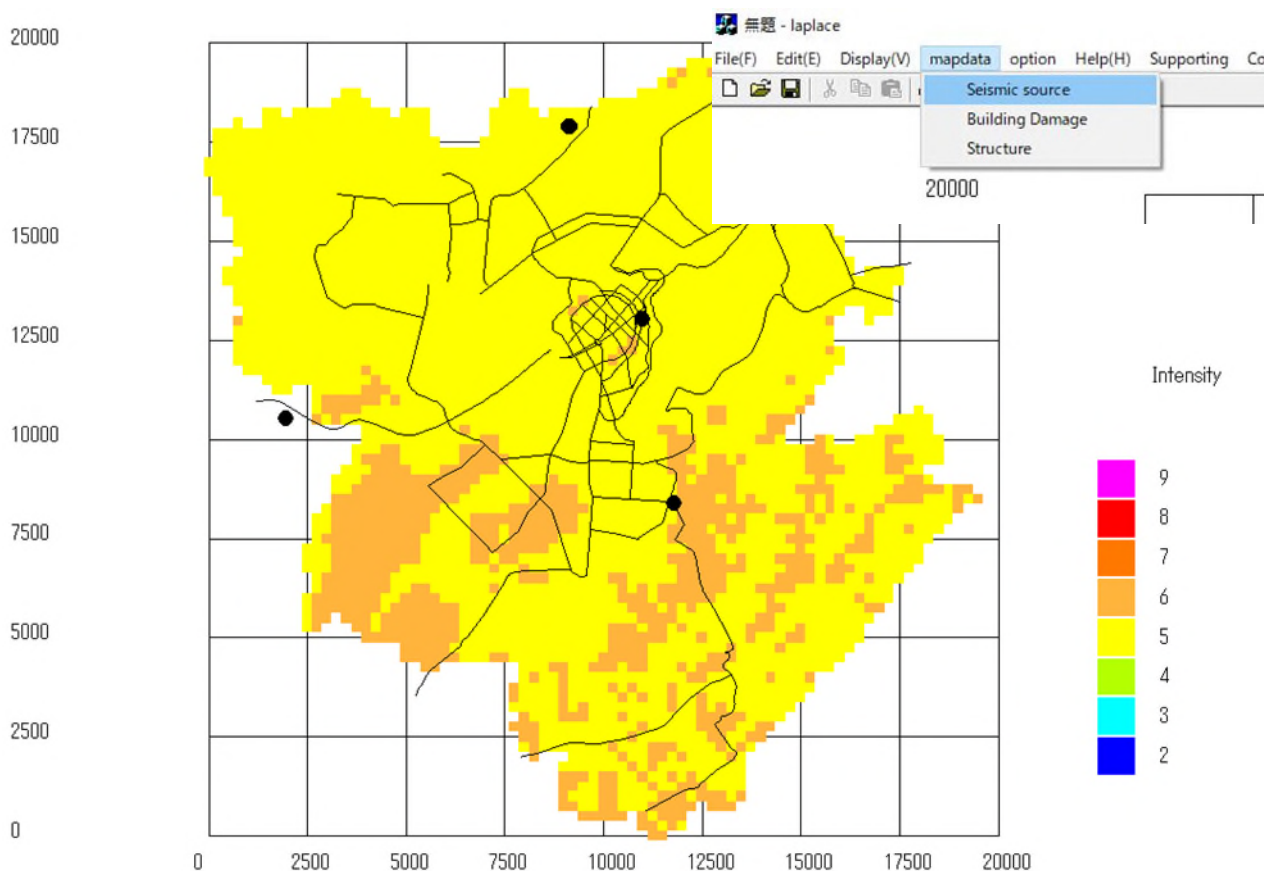 無題 - laplace
File(F) Edit(E) Display(V) mapdata option Help(H) Supporting Co
Seismic source
Building Damage
Structure
20000
20000
17500
15000
12500
10000
7500
5000
2500
0
0 2500 5000 7500 10000 12500 15000 17500 20000
Intensity
9
8
7
6
5
4
3
2